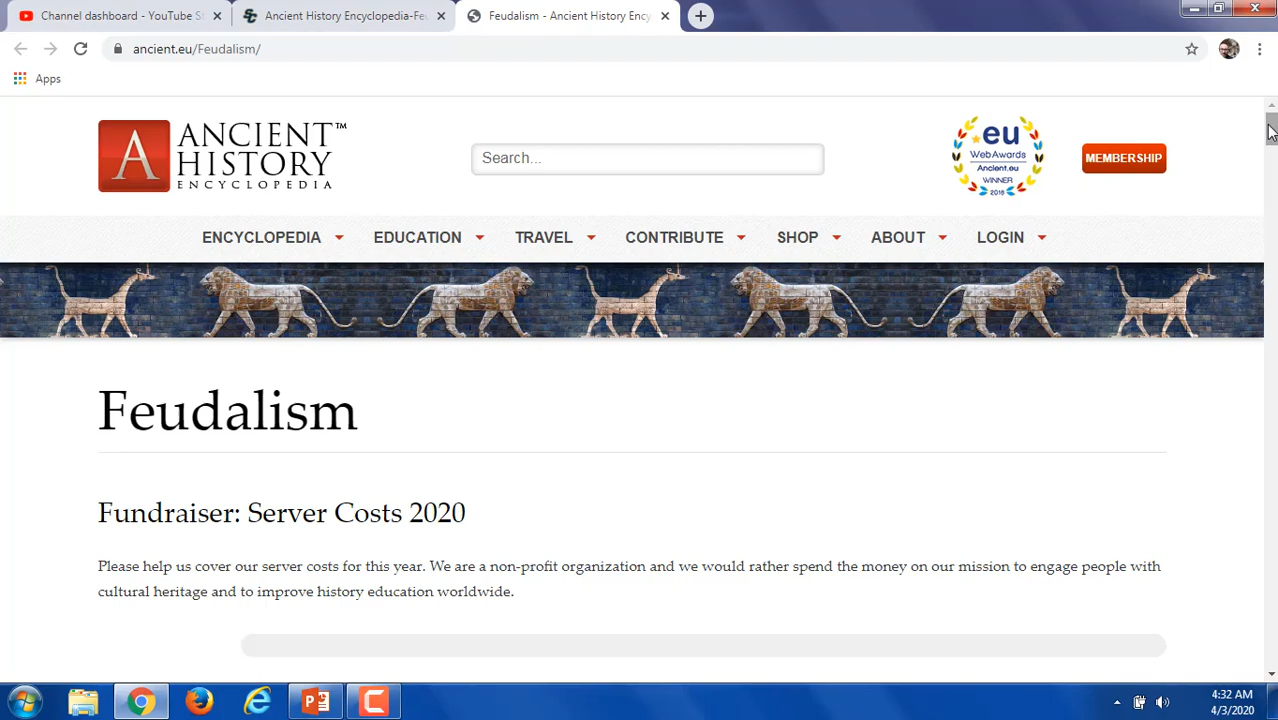 Channel dashboard - YouTube St
Ancient History Encyclopedia-Feu
Feudalism - Ancient History Ency
ancient.eu/Feudalism/
Apps
A ANCIENT™
HISTORY
ENCYCLOPEDIA
Search...
eu
WebAwards
Ancient.eu
WINNER
2016
MEMBERSHIP
ENCYCLOPEDIA EDUCATION TRAVEL CONTRIBUTE SHOP ABOUT LOGIN
Feudalism
Fundraiser: Server Costs 2020
Please help us cover our server costs for this year. We are a non-profit organization and we would rather spend the money on our mission to engage people with
cultural heritage and to improve history education worldwide.
4:32 AM
4/3/2020